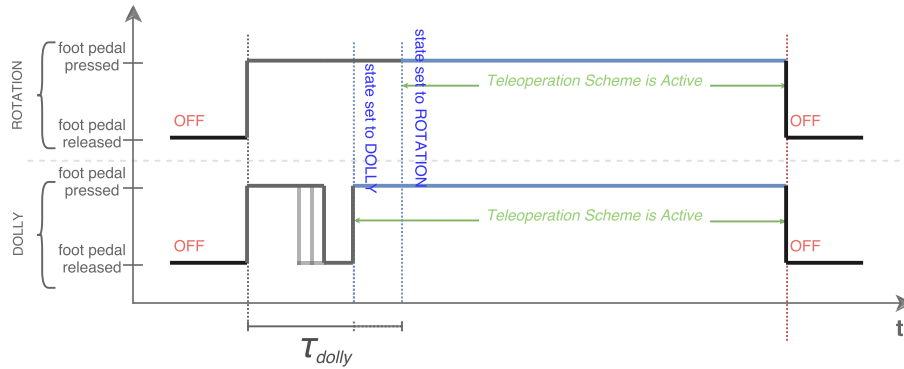 ROTATION
foot pedal
pressed
foot pedal
released
OFF
state set to DOLLY
state set to ROTATION
Teleoperation Scheme is Active
OFF
DOLLY
foot pedal
pressed
foot pedal
released
OFF
Teleoperation Scheme is Active
OFF
t
τdolly